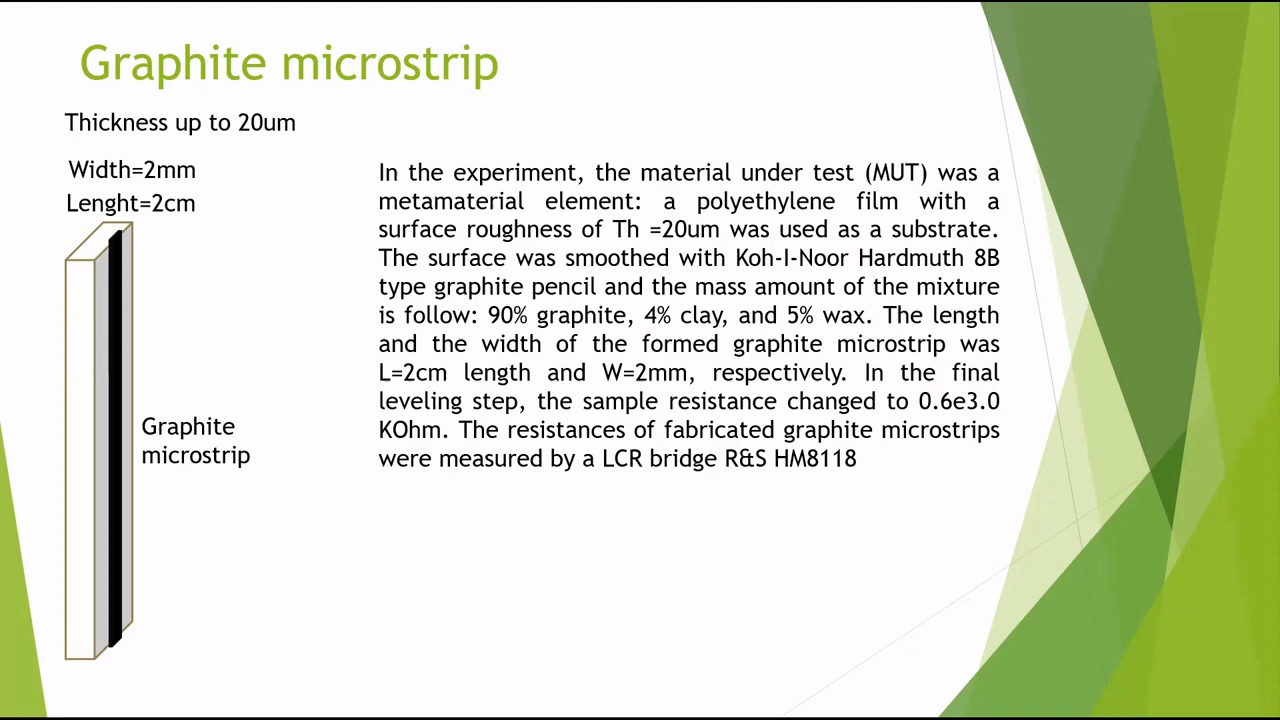 Graphite microstrip
Thickness up to 20um
Width=2mm
Lenght=2cm
Graphite
microstrip
In the experiment, the material under test (MUT) was a
metamaterial element: a polyethylene film with a
surface roughness of Th =20um was used as a substrate.
The surface was smoothed with Koh-I-Noor Hardmuth 8B
type graphite pencil and the mass amount of the mixture
is follow: 90% graphite, 4% clay, and 5% wax. The length
and the width of the formed graphite microstrip was
L=2cm length and W=2mm, respectively. In the final
leveling step, the sample resistance changed to 0.6e3.0
KOhm. The resistances of fabricated graphite microstrips
were measured by a LCR bridge R&S HM8118